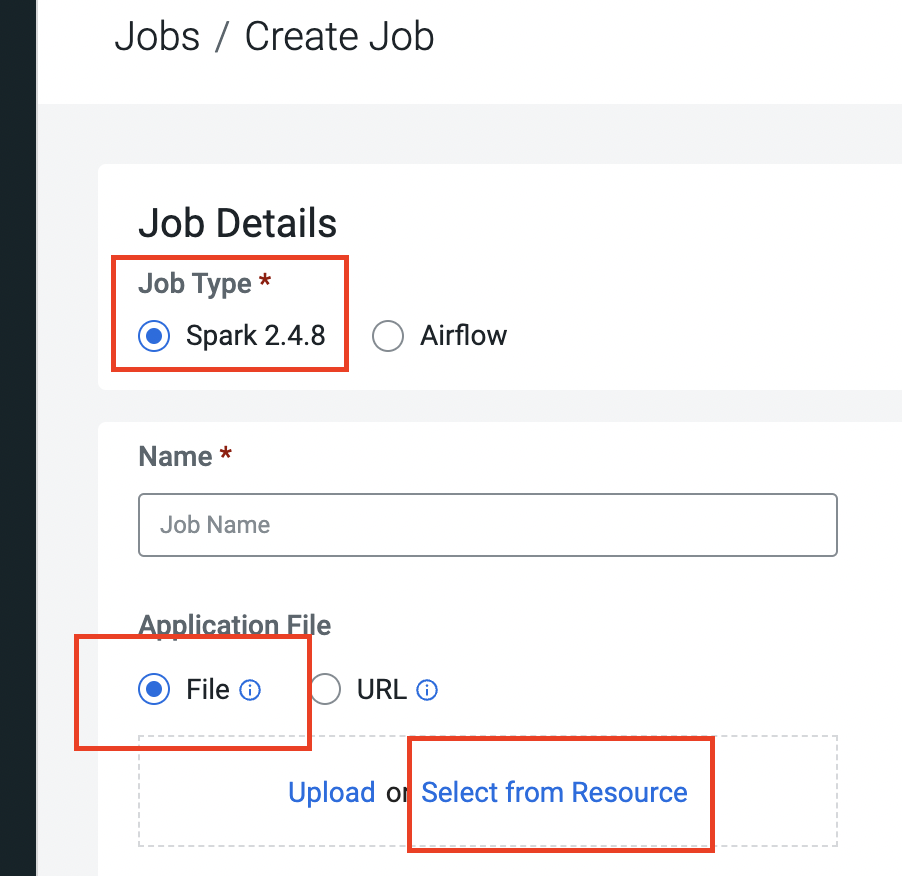 Jobs / Create Job
Job Details
Job Type *
Spark 2.4.8 Airflow
Name *
Job Name
Application File
File URL
Upload or Select from Resource